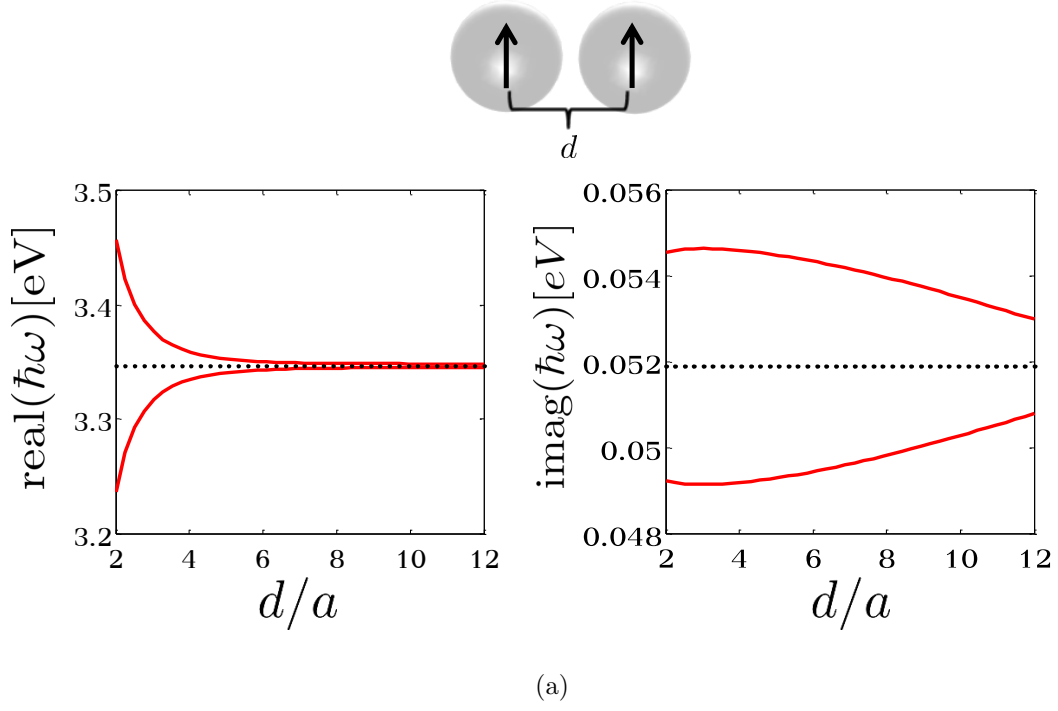 d
real(ħω)[eV]
3.5
3.4
3.3
3.2
2 4 6 8 10 12
d/a
imag(ħω)[eV]
0.056
0.054
0.052
0.05
0.048
2 4 6 8 10 12
d/a
(a)